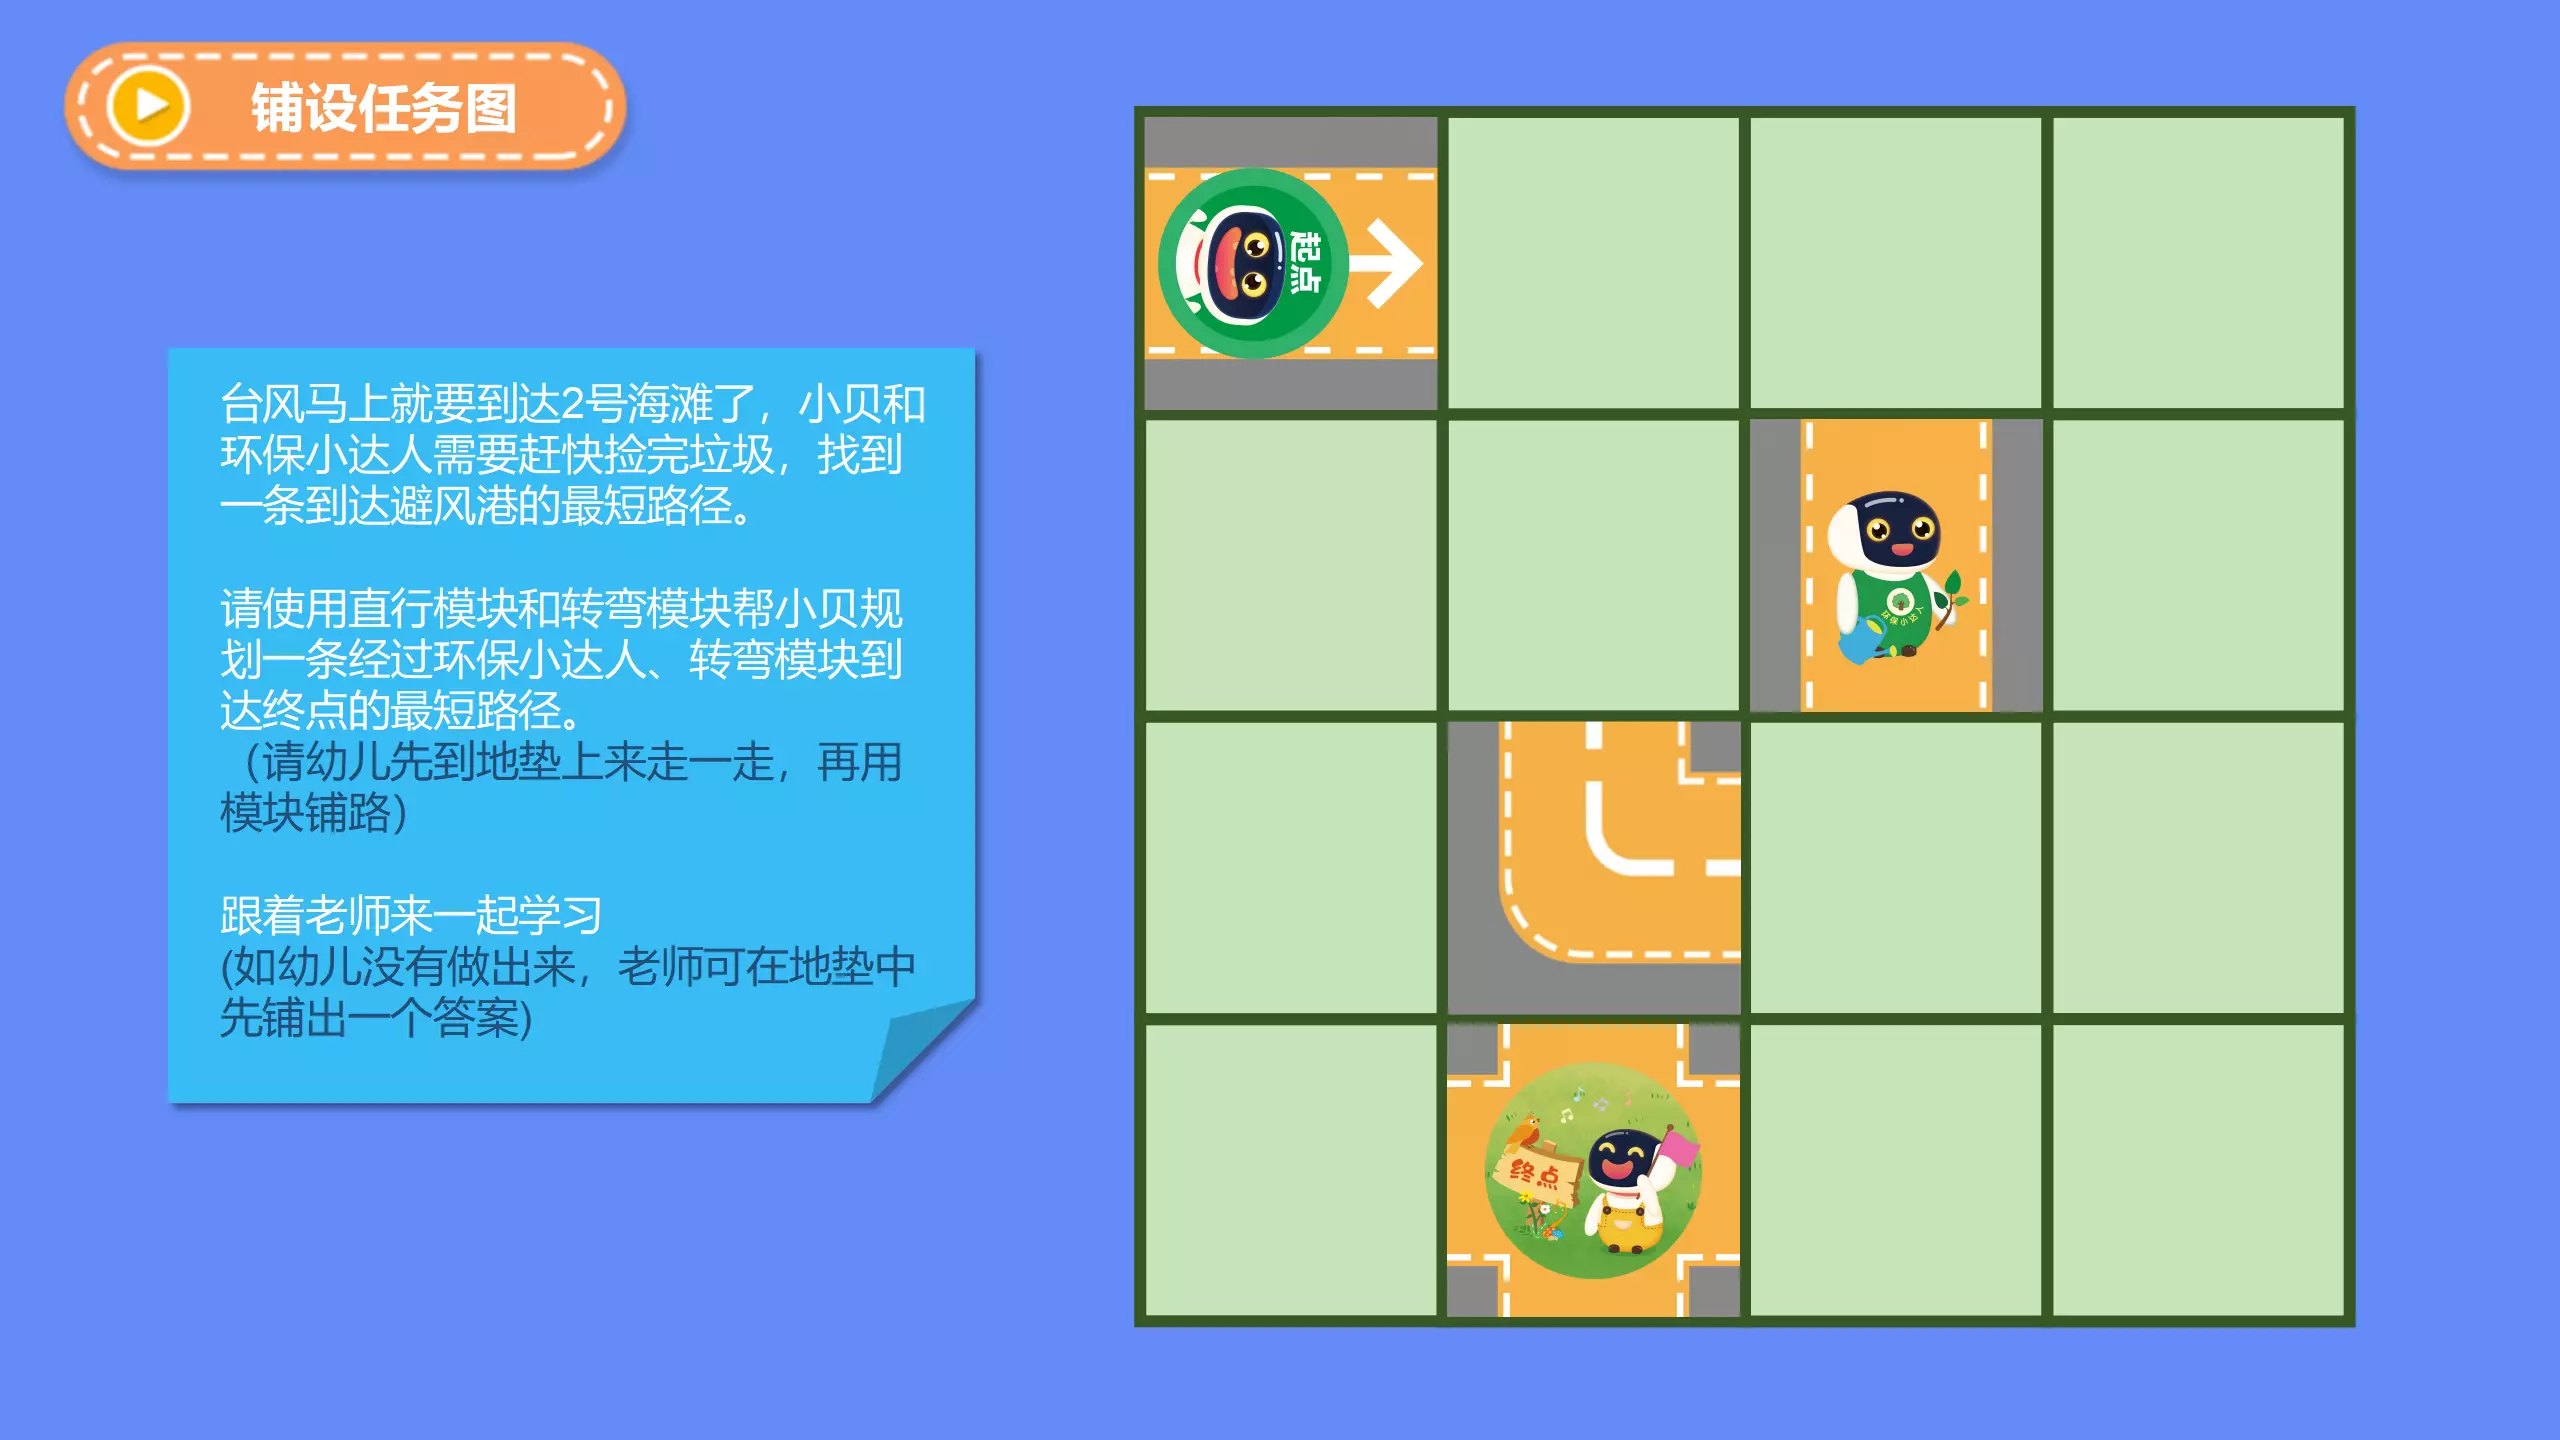 铺设任务图
台风马上就要到达2号海滩了，小贝和
环保小达人需要赶快捡完垃圾，找到
一条到达避风港的最短路径。
请使用直行模块和转弯模块帮小贝规
划一条经过环保小达人、转弯模块到
达终点的最短路径。
（请幼儿先到地垫上来走一走，再用
模块铺路）
跟着老师来一起学习
(如幼儿没有做出来，老师可在地垫中
先铺出一个答案)
起点
环保小达人
终点